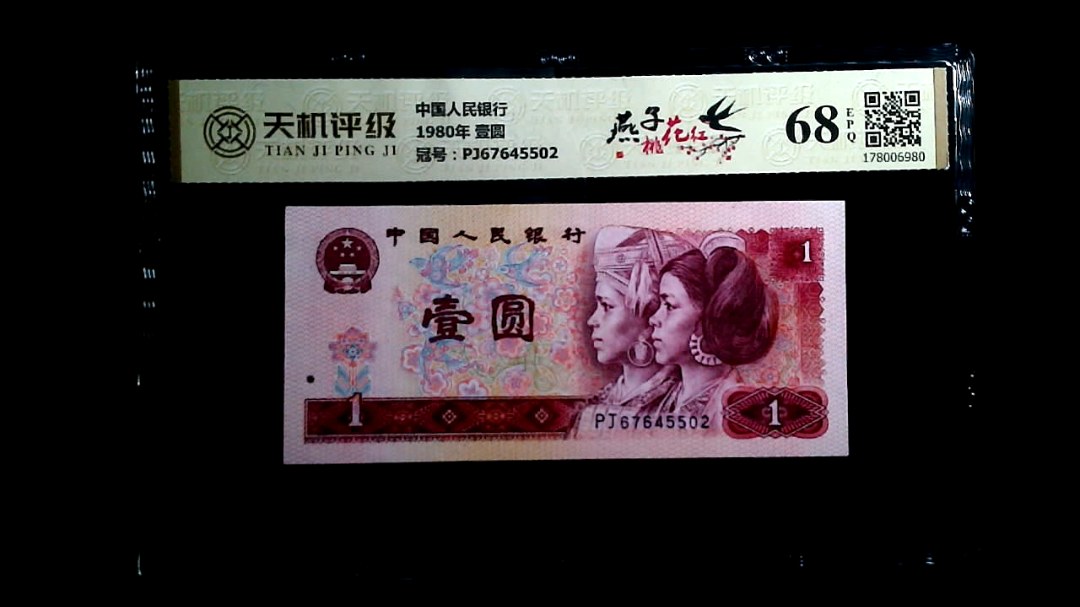 天机评级
TIAN JI PING JI
中国人民银行
1980年 壹圆
冠号：PJ67645502
燕子
桃花红
68
EPQ
178006980
中国人民银行
1
壹圆
1
PJ67645502
1